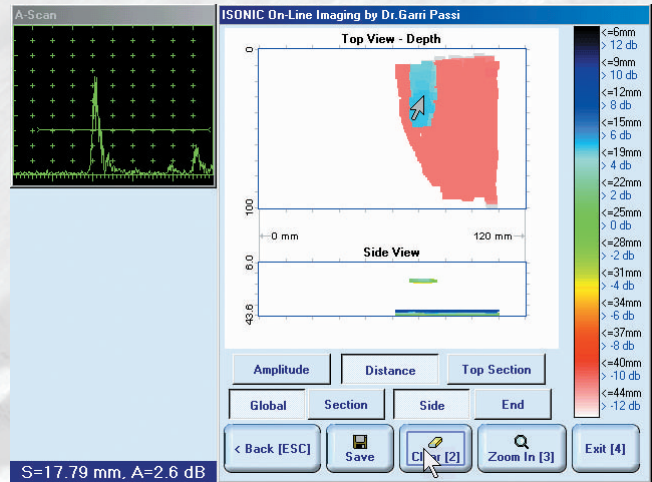 A-Scan
ISONIC On-Line Imaging by Dr.Garri Passi
Top View - Depth
0
100
0 mm
120 mm
Side View
6.0
43.6
<=6mm
> 12 db
<=9mm
> 10 db
<=12mm
> 8 db
<=15mm
> 6 db
<=19mm
> 4 db
<=22mm
> 2 db
<=25mm
> 0 db
<=28mm
> -2 db
<=31mm
> -4 db
<=34mm
> -6 db
<=37mm
> -8 db
<=40mm
> -10 db
<=44mm
> -12 db
Amplitude
Distance
Top Section
Global
Section
Side
End
< Back [ESC]
Save
Clear [2]
Zoom In [3]
Exit [4]
S=17.79 mm, A=2.6 dB